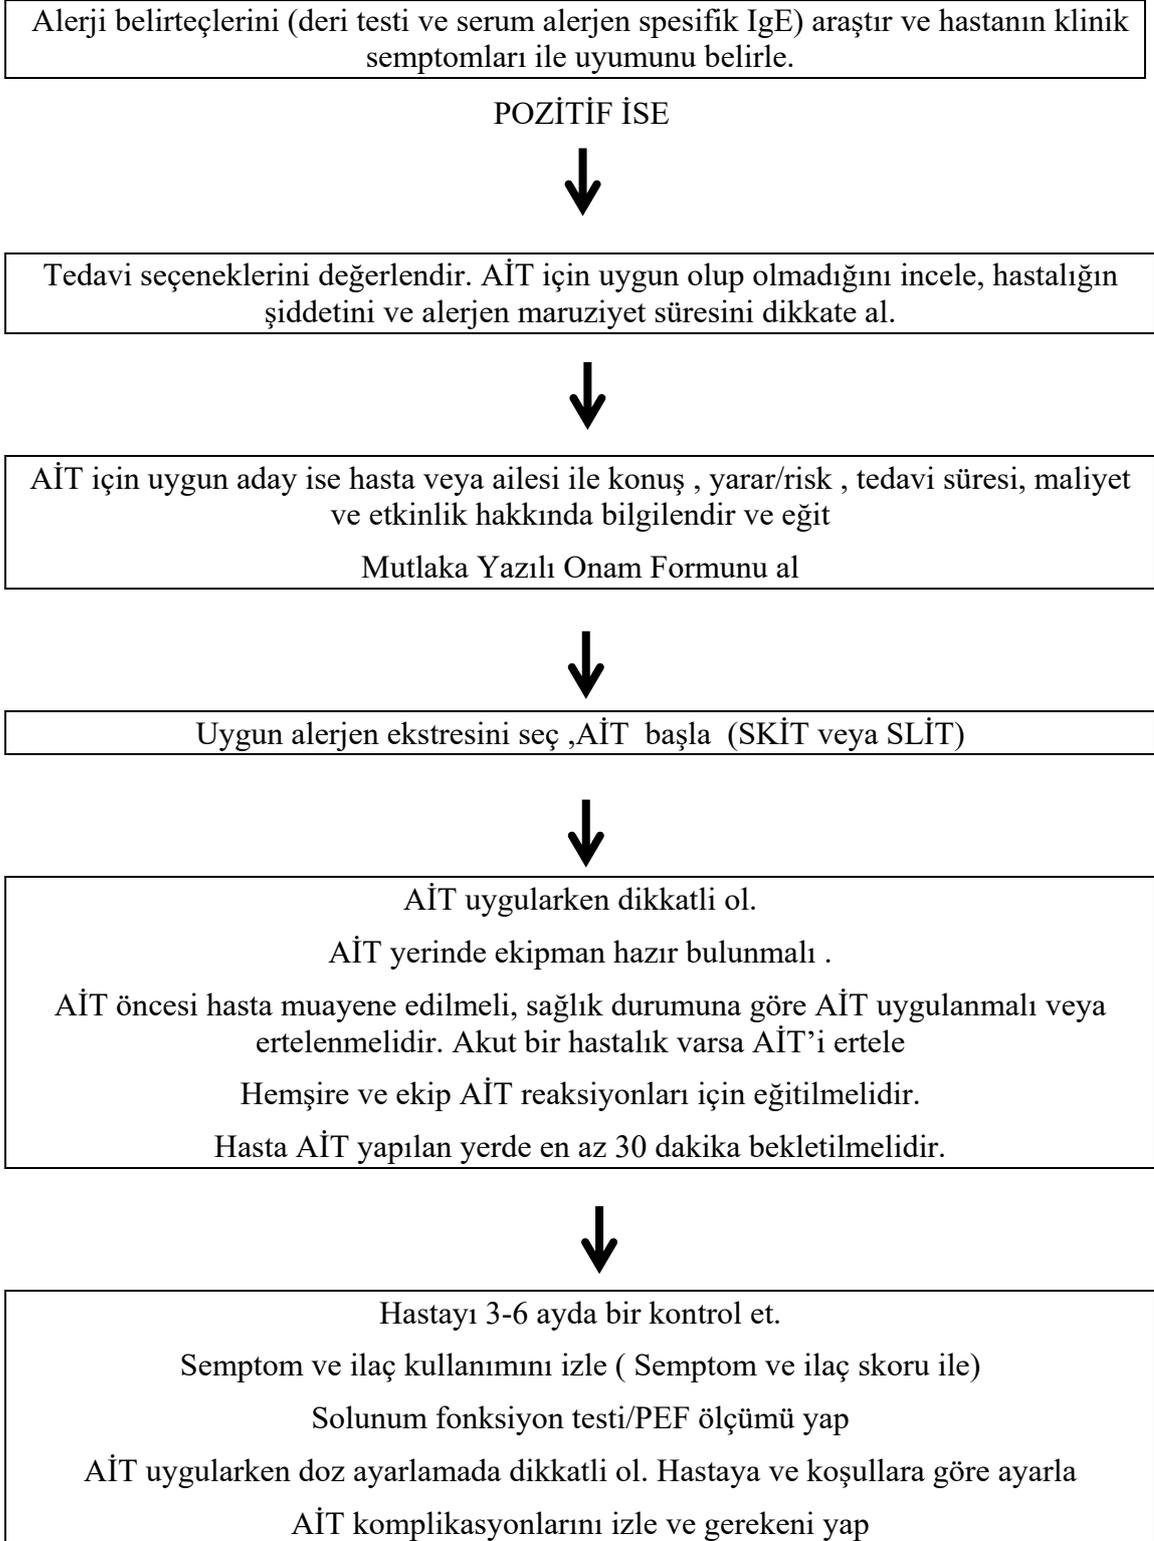 Alerji belirteçlerini (deri testi ve serum alerjen spesifik IgE) araştır ve hastanın klinik
semptomları ile uyumunu belirle.
POZİTİF İSE
Tedavi seçeneklerini değerlendir. AİT için uygun olup olmadığını incele, hastalığın
şiddetini ve alerjen maruziyet süresini dikkate al.
AİT için uygun aday ise hasta veya ailesi ile konuş , yarar/risk , tedavi süresi, maliyet
ve etkinlik hakkında bilgilendir ve eğit
Mutlaka Yazılı Onam Formunu al
Uygun alerjen ekstresini seç ,AİT  başla  (SKİT veya SLİT)
AİT uygularken dikkatli ol.
AİT yerinde ekipman hazır bulunmalı .
AİT öncesi hasta muayene edilmeli, sağlık durumuna göre AİT uygulanmalı veya
ertelenmelidir. Akut bir hastalık varsa AİT’i ertele
Hemşire ve ekip AİT reaksiyonları için eğitilmelidir.
Hasta AİT yapılan yerde en az 30 dakika bekletilmelidir.
Hastayı 3-6 ayda bir kontrol et.
Semptom ve ilaç kullanımını izle ( Semptom ve ilaç skoru ile)
Solunum fonksiyon testi/PEF ölçümü yap
AİT uygularken doz ayarlamada dikkatli ol. Hastaya ve koşullara göre ayarla
AİT komplikasyonlarını izle ve gerekeni yap